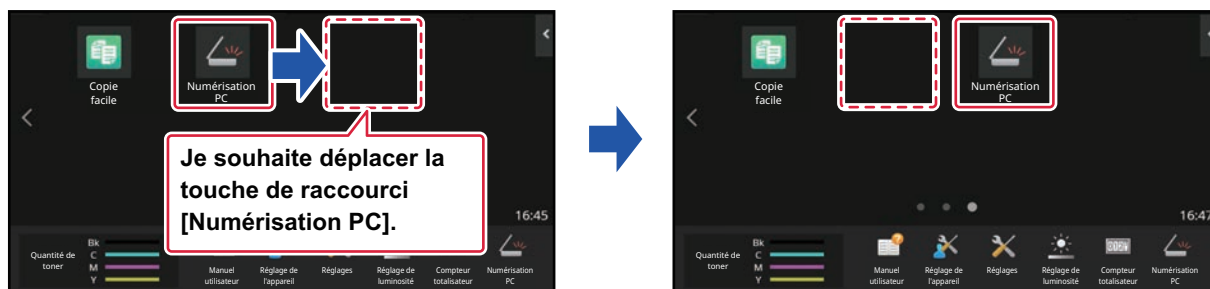 Copie
facile
Numérisation
PC
Je souhaite déplacer la
touche de raccourci
[Numérisation PC].
16:45
Quantité de
toner
Bk
C
M
Y
Manuel
utilisateur
Réglage de
l'appareil
Réglages
Réglage de
luminosité
Compteur
totalisateur
Numérisation
PC
Copie
facile
Numérisation
PC
16:47
Quantité de
toner
Bk
C
M
Y
Manuel
utilisateur
Réglage de
l'appareil
Réglages
Réglage de
luminosité
Compteur
totalisateur
Numérisation
PC